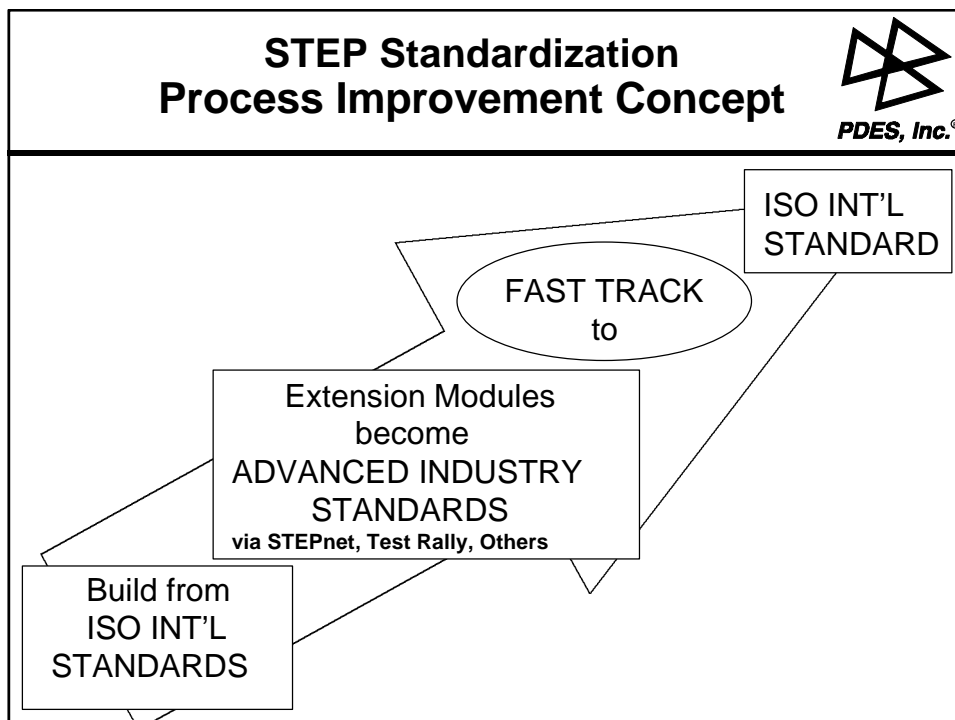 STEP Standardization
Process Improvement Concept
PDES, Inc.®
ISO INT'L
STANDARD
FAST TRACK
to
Extension Modules
become
ADVANCED INDUSTRY
STANDARDS
via STEPnet, Test Rally, Others
Build from
ISO INT'L
STANDARDS